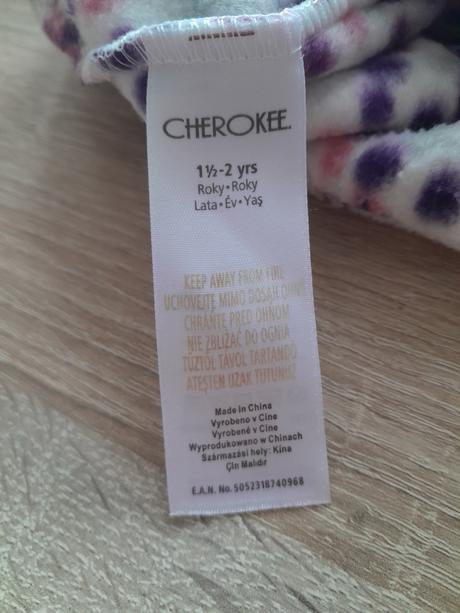 CHEROKEE.
1½-2 yrs
Roky•Roky
Lata•Év•Yaş
KEEP AWAY FROM FIRE
UCHOVEJTE MIMO DOSAH OHNĚ
CHRÁŇTE PRED OHŇOM
NIE ZBLIŻAĆ DO OGNIA
TŰZTŐL TÁVOL TARTANDÓ
ATEŞTEN UZAK TUTUNUZ
Made in China
Vyrobeno v Číne
Vyrobené v Číne
Wyprodukowano w Chinach
Származási hely: Kína
Çin Malıdır
E.A.N. No. 5052318740968